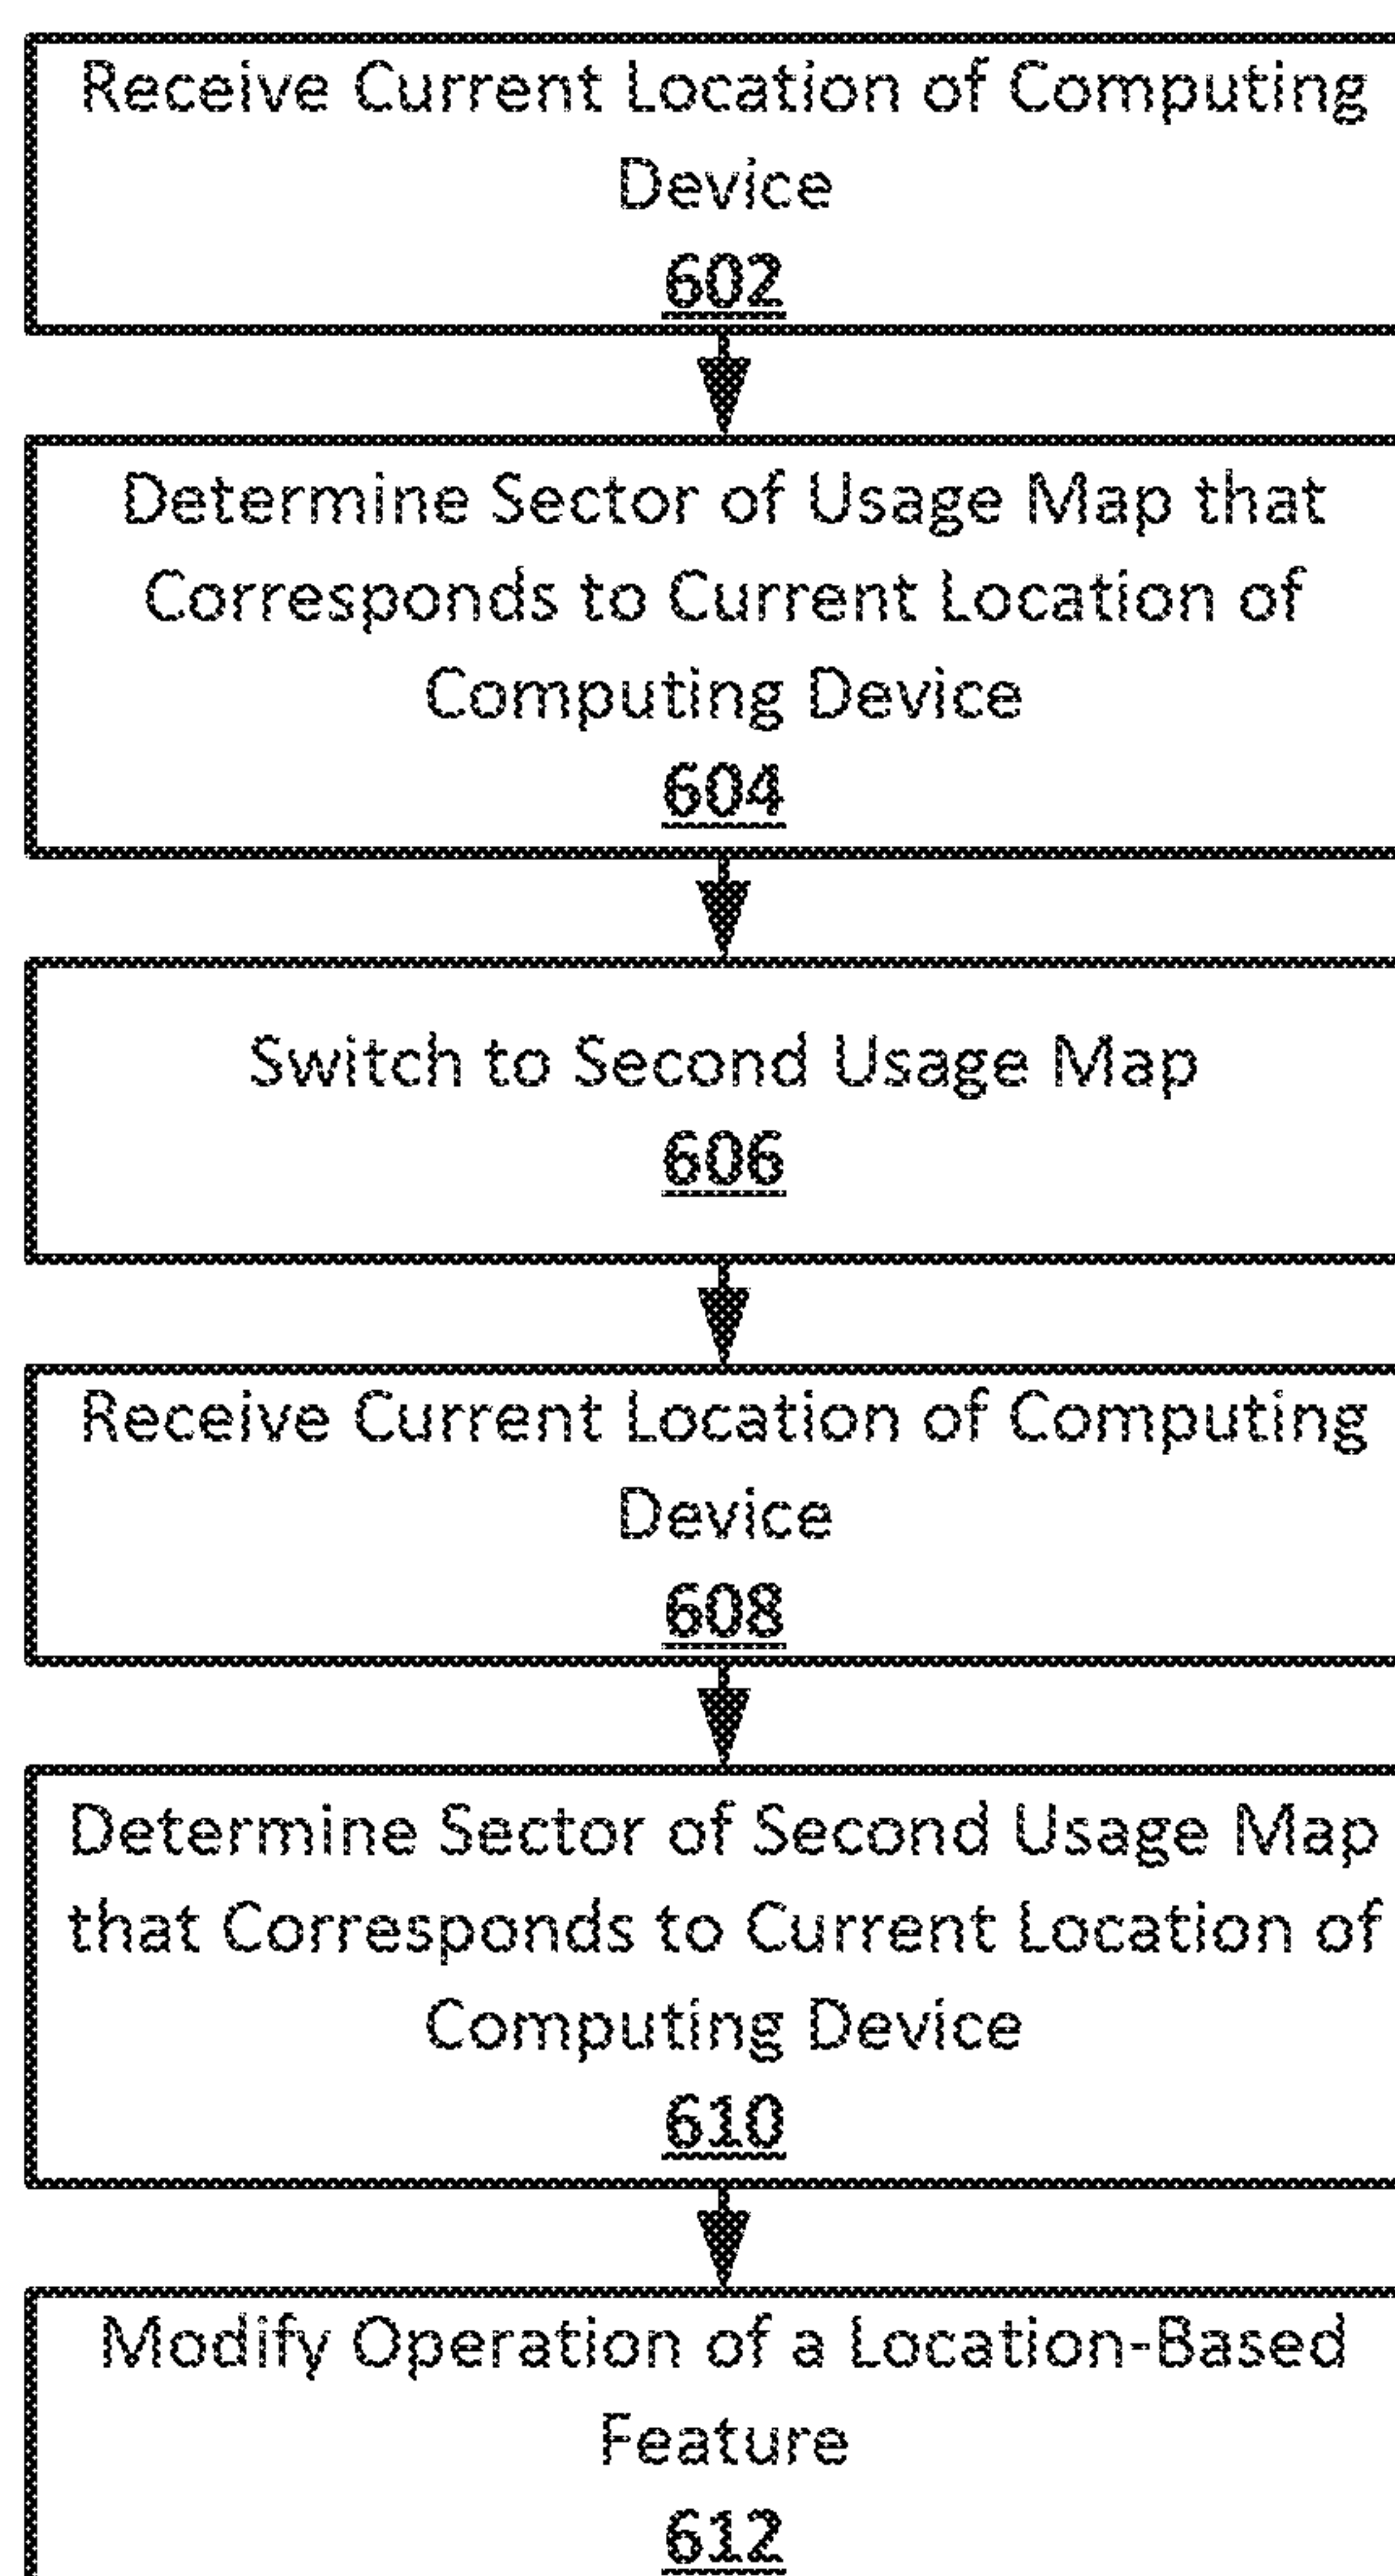 Receive Current Location of Computing
Device
602
Determine Sector of Usage Map that
Corresponds to Current Location of
Computing Device
604
Switch to Second Usage Map
606
Receive Current Location of Computing
Device
608
Determine Sector of Second Usage Map
that Corresponds to Current Location of
Computing Device
610
Modify Operation of a Location-Based
Feature
612